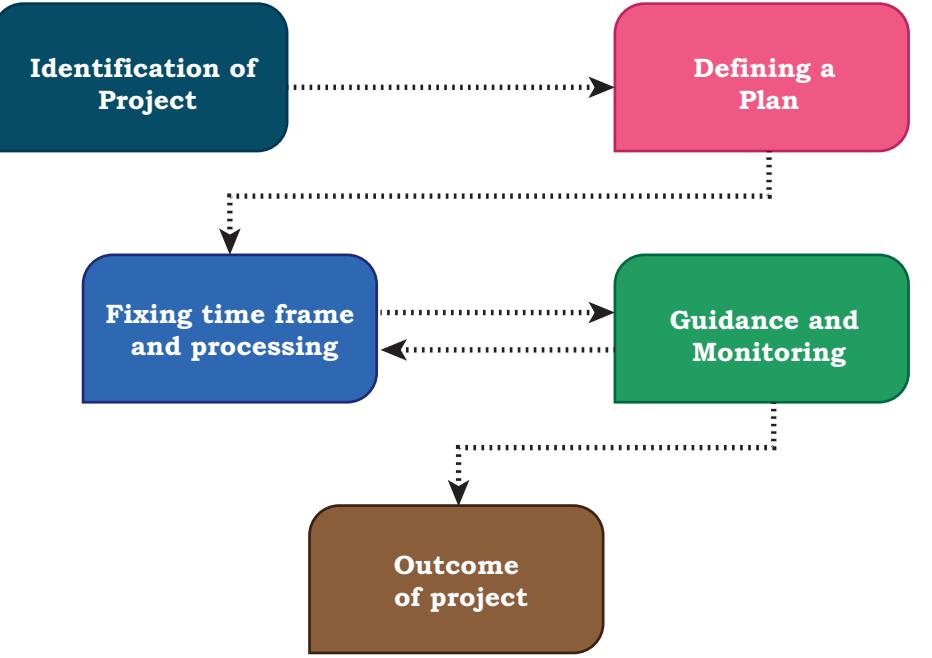 Identification of
Project
Defining a
Plan
Fixing time frame
and processing
Guidance and
Monitoring
Outcome
of project